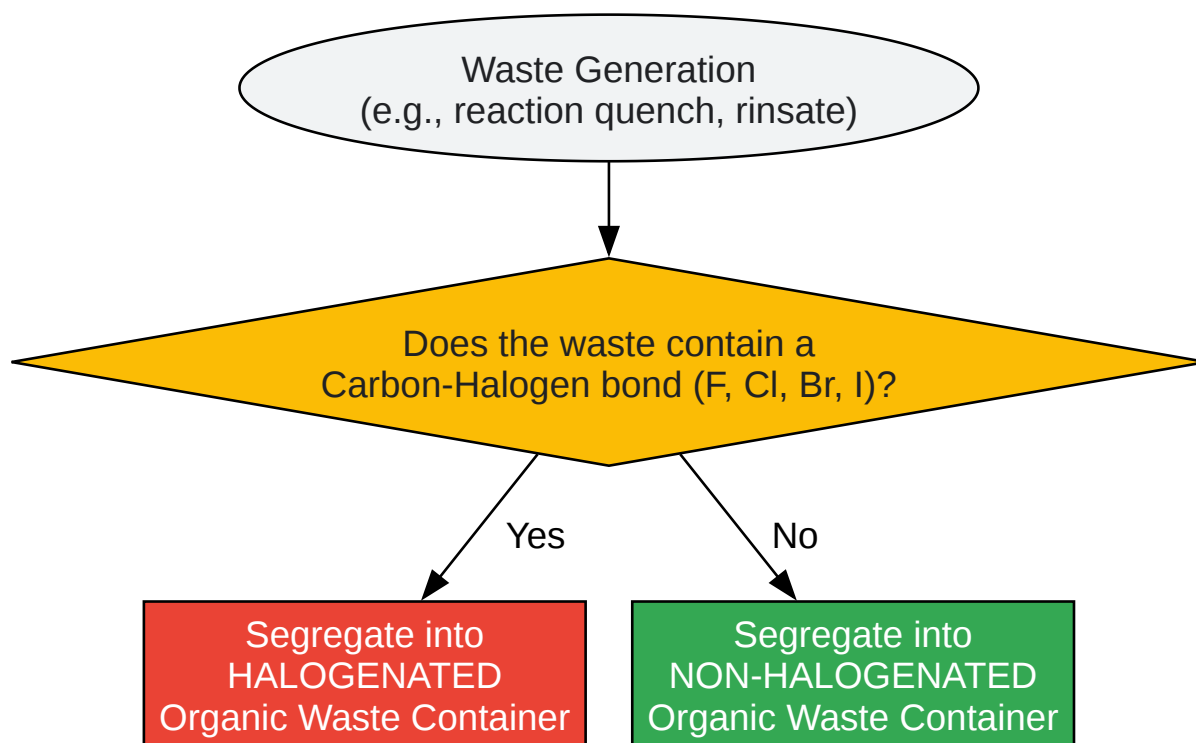 Waste Generation
(e.g., reaction quench, rinsate)
Does the waste contain a
Carbon-Halogen bond (F, Cl, Br, I)?
Yes
No
Segregate into
HALOGENATED
Organic Waste Container
Segregate into
NON-HALOGENATED
Organic Waste Container